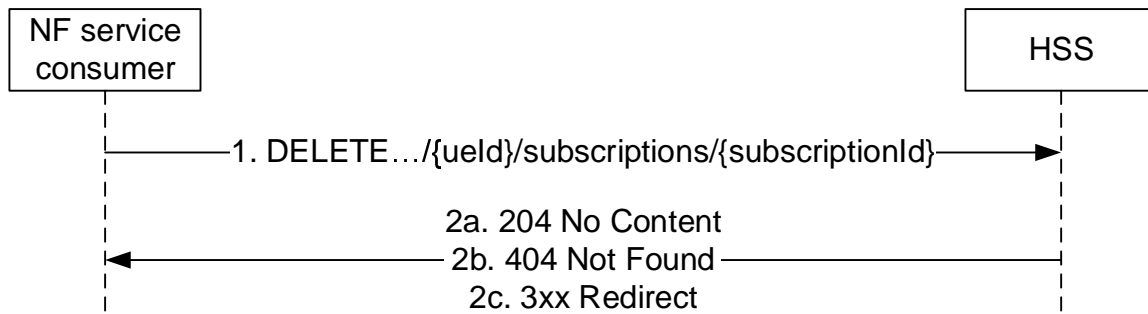 NF service
consumer
HSS
1. DELETE…/{ueId}/subscriptions/{subscriptionId}
2a. 204 No Content
2b. 404 Not Found
2c. 3xx Redirect